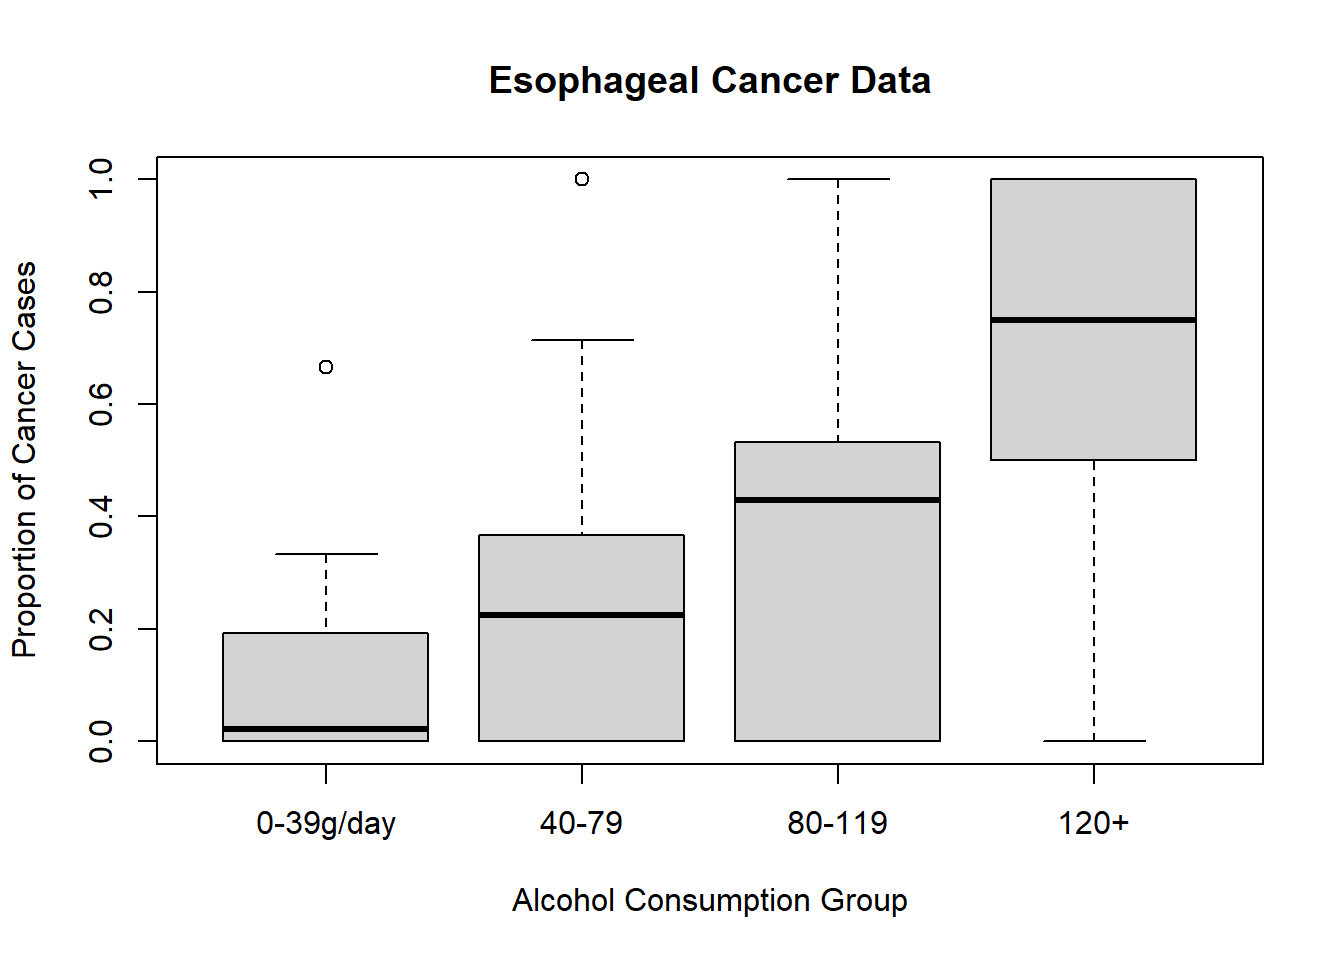 Esophageal Cancer Data
Proportion of Cancer Cases
1.0
0.8
0.6
0.4
0.2
0.0
0-39g/day 40-79 80-119 120+
Alcohol Consumption Group